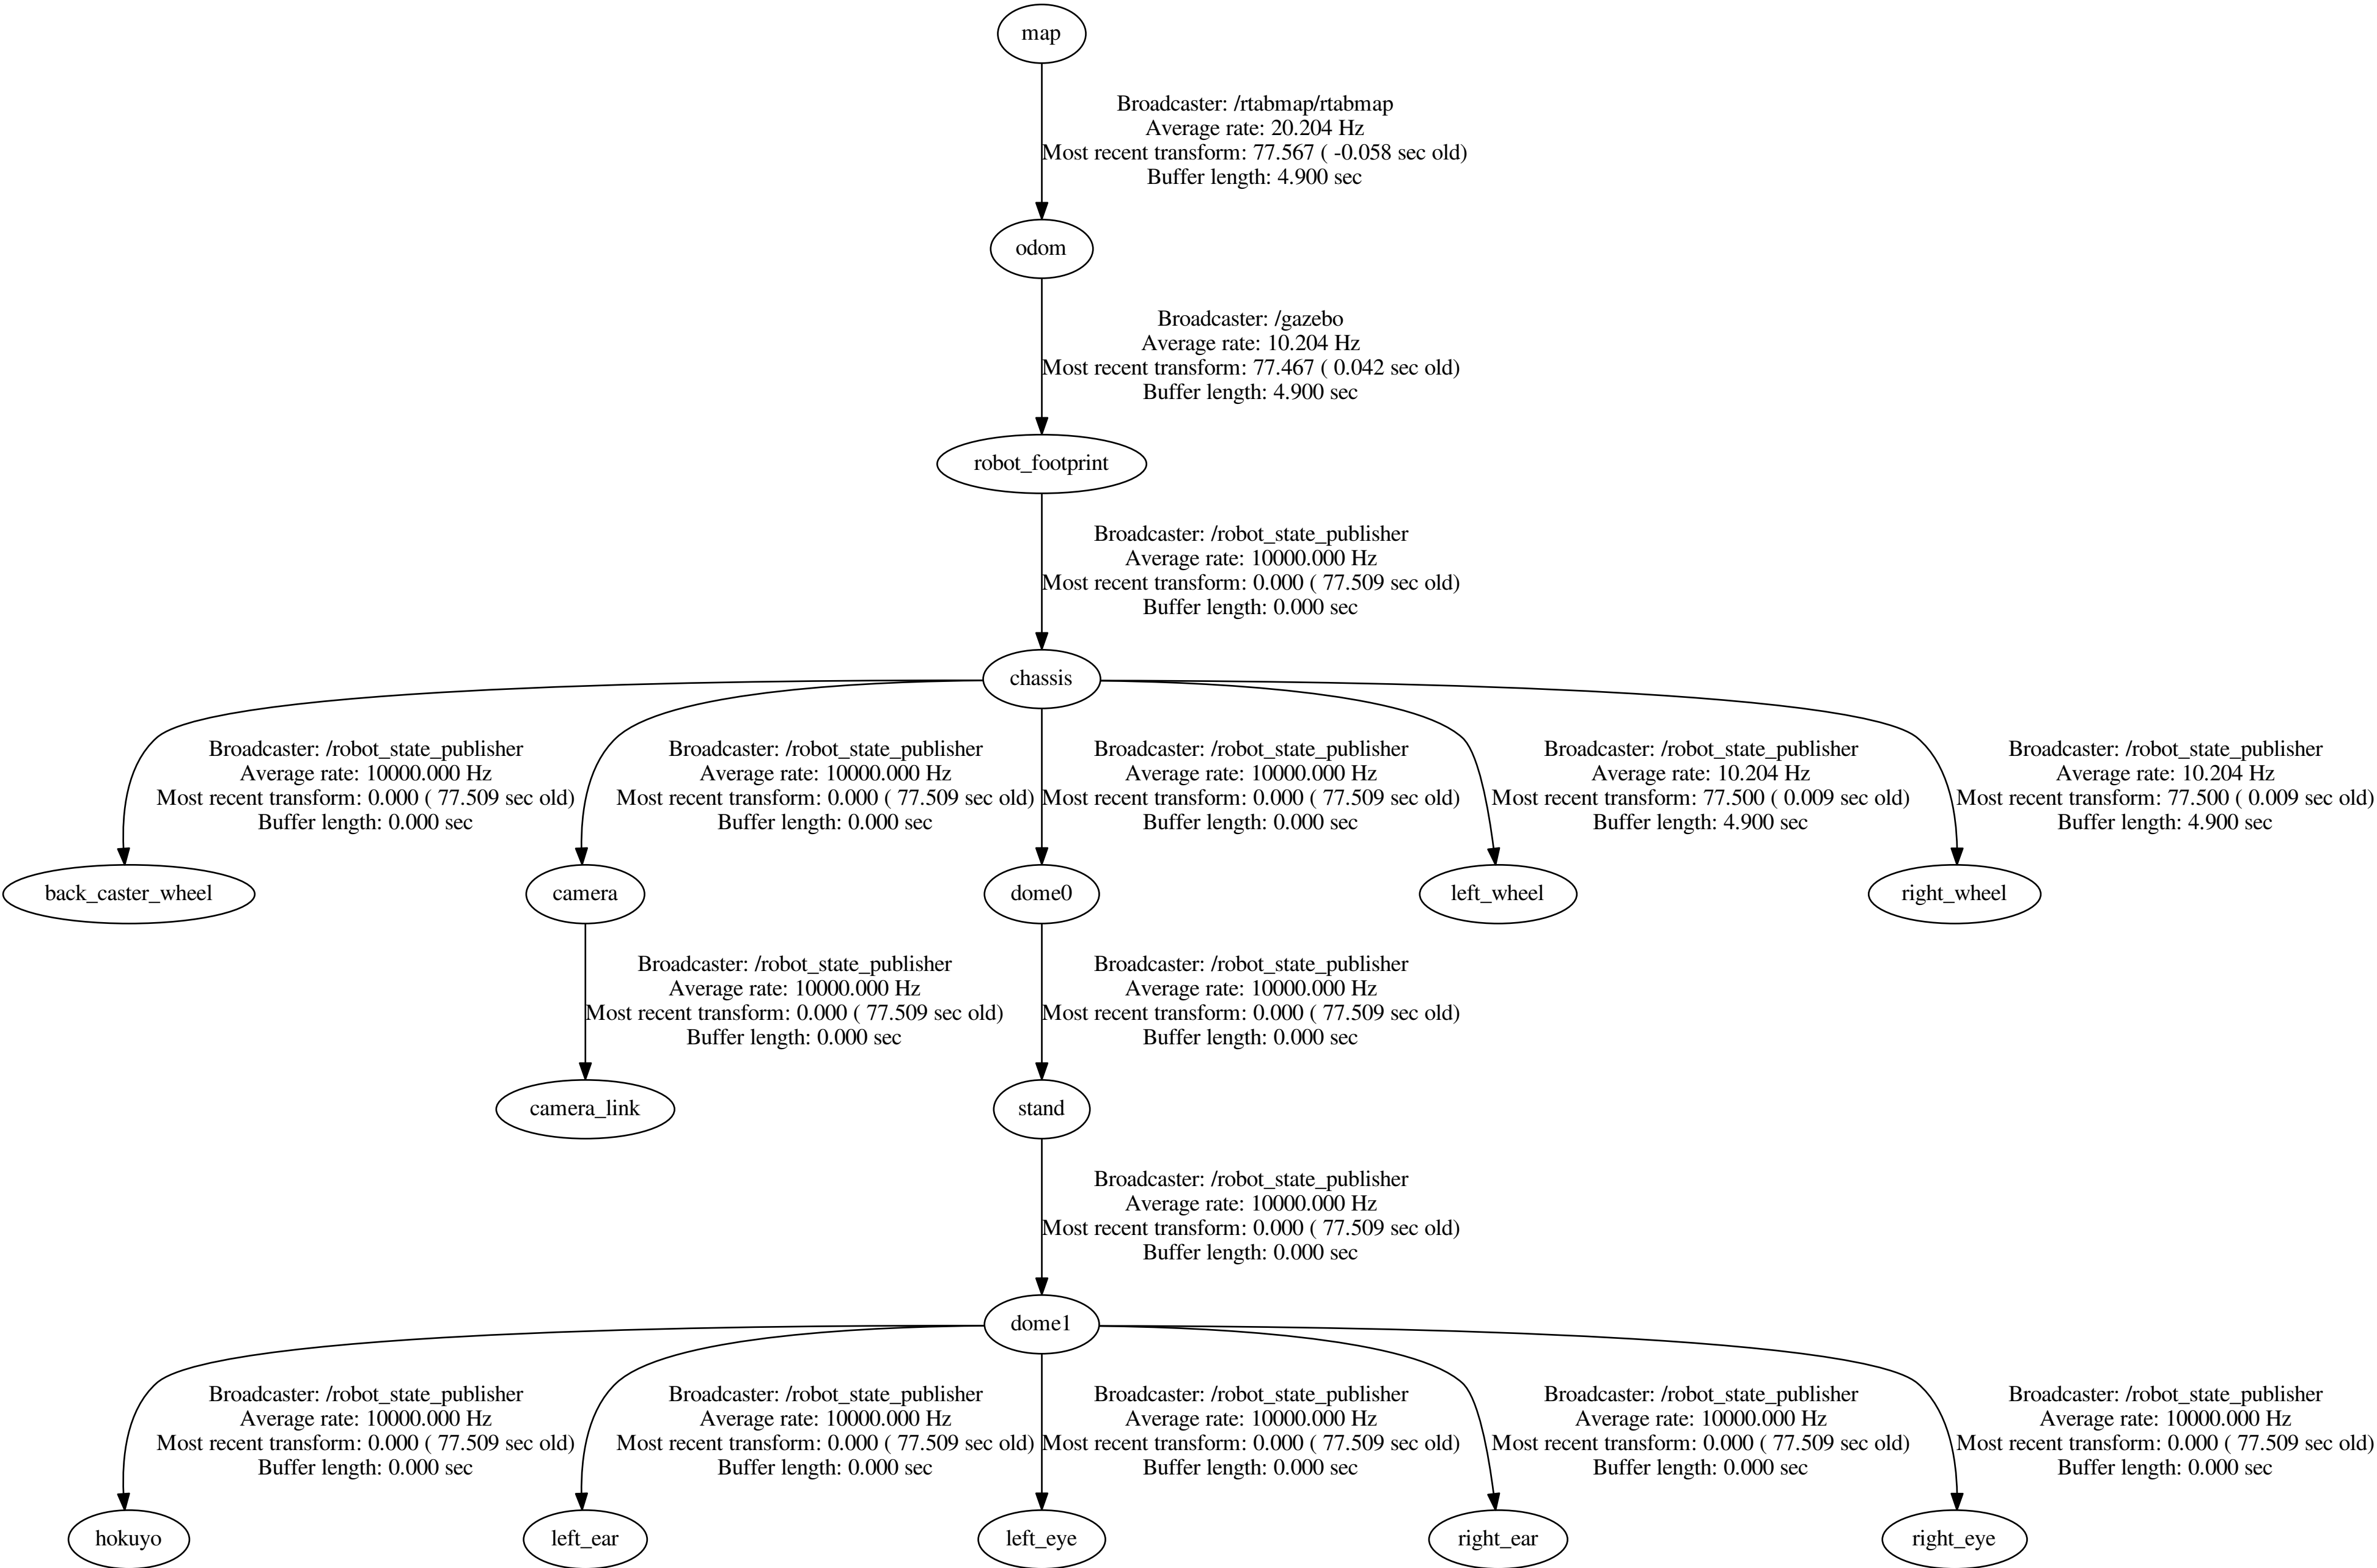 map
Broadcaster: /rtabmap/rtabmap
Average rate: 20.204 Hz
Most recent transform: 77.567 ( -0.058 sec old)
Buffer length: 4.900 sec
odom
Broadcaster: /gazebo
Average rate: 10.204 Hz
Most recent transform: 77.467 ( 0.042 sec old)
Buffer length: 4.900 sec
robot_footprint
Broadcaster: /robot_state_publisher
Average rate: 10000.000 Hz
Most recent transform: 0.000 ( 77.509 sec old)
Buffer length: 0.000 sec
chassis
Broadcaster: /robot_state_publisher
Average rate: 10000.000 Hz
Most recent transform: 0.000 ( 77.509 sec old)
Buffer length: 0.000 sec
Broadcaster: /robot_state_publisher
Average rate: 10000.000 Hz
Most recent transform: 0.000 ( 77.509 sec old)
Buffer length: 0.000 sec
Broadcaster: /robot_state_publisher
Average rate: 10000.000 Hz
Most recent transform: 0.000 ( 77.509 sec old)
Buffer length: 0.000 sec
Broadcaster: /robot_state_publisher
Average rate: 10.204 Hz
Most recent transform: 77.500 ( 0.009 sec old)
Buffer length: 4.900 sec
Broadcaster: /robot_state_publisher
Average rate: 10.204 Hz
Most recent transform: 77.500 ( 0.009 sec old)
Buffer length: 4.900 sec
back_caster_wheel
camera
dome0
left_wheel
right_wheel
Broadcaster: /robot_state_publisher
Average rate: 10000.000 Hz
Most recent transform: 0.000 ( 77.509 sec old)
Buffer length: 0.000 sec
Broadcaster: /robot_state_publisher
Average rate: 10000.000 Hz
Most recent transform: 0.000 ( 77.509 sec old)
Buffer length: 0.000 sec
camera_link
stand
Broadcaster: /robot_state_publisher
Average rate: 10000.000 Hz
Most recent transform: 0.000 ( 77.509 sec old)
Buffer length: 0.000 sec
dome1
Broadcaster: /robot_state_publisher
Average rate: 10000.000 Hz
Most recent transform: 0.000 ( 77.509 sec old)
Buffer length: 0.000 sec
Broadcaster: /robot_state_publisher
Average rate: 10000.000 Hz
Most recent transform: 0.000 ( 77.509 sec old)
Buffer length: 0.000 sec
Broadcaster: /robot_state_publisher
Average rate: 10000.000 Hz
Most recent transform: 0.000 ( 77.509 sec old)
Buffer length: 0.000 sec
Broadcaster: /robot_state_publisher
Average rate: 10000.000 Hz
Most recent transform: 0.000 ( 77.509 sec old)
Buffer length: 0.000 sec
Broadcaster: /robot_state_publisher
Average rate: 10000.000 Hz
Most recent transform: 0.000 ( 77.509 sec old)
Buffer length: 0.000 sec
hokuyo
left_ear
left_eye
right_ear
right_eye